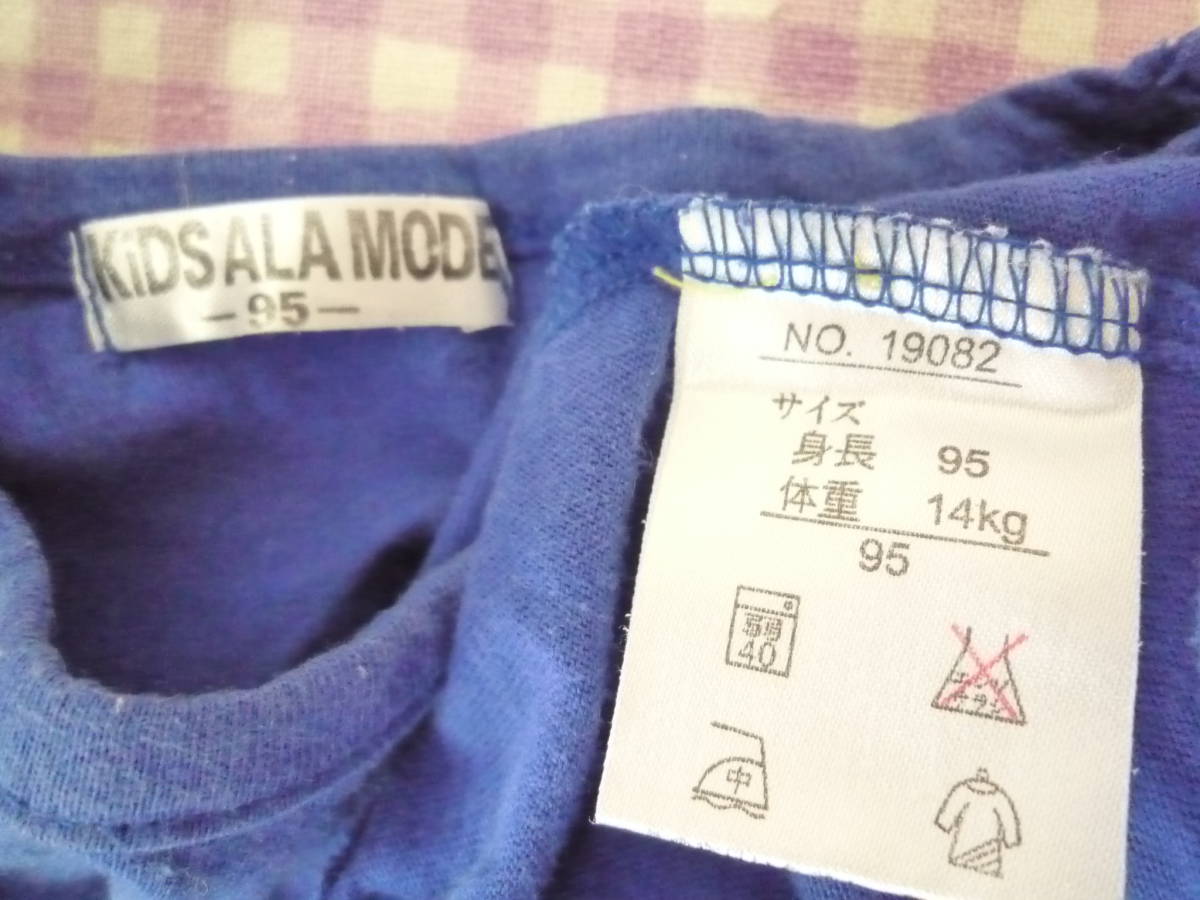 KiDS ALA MODE
-95-
NO. 19082
サイズ
身長 95
体重 14kg
95
弱
40
中